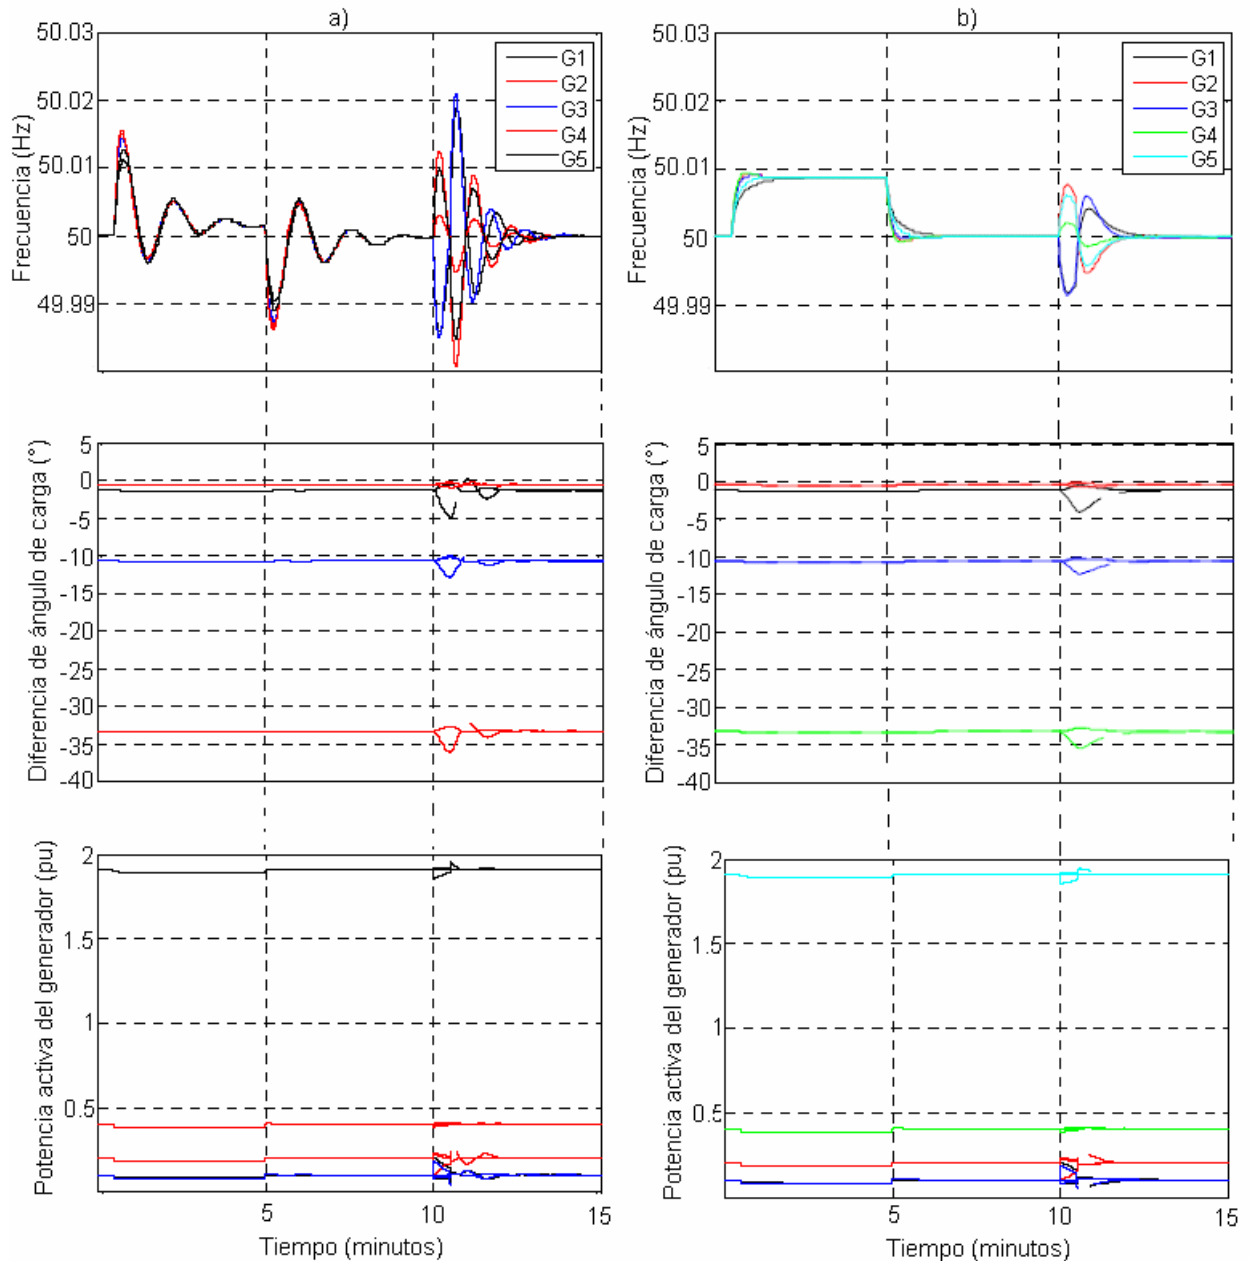 a)
50.03
50.02
50.01
50
49.99
Frecuencia (Hz)
G1
G2
G3
G4
G5
b)
50.03
50.02
50.01
50
49.99
Frecuencia (Hz)
G1
G2
G3
G4
G5
5
0
-5
-10
-15
-20
-25
-30
-35
-40
Diferencia de ángulo de carga (°)
5
0
-5
-10
-15
-20
-25
-30
-35
-40
Diferencia de ángulo de carga (°)
2
1.5
1
0.5
Potencia activa del generador (pu)
5
10
15
Tiempo (minutos)
2
1.5
1
0.5
Potencia activa del generador (pu)
5
10
15
Tiempo (minutos)